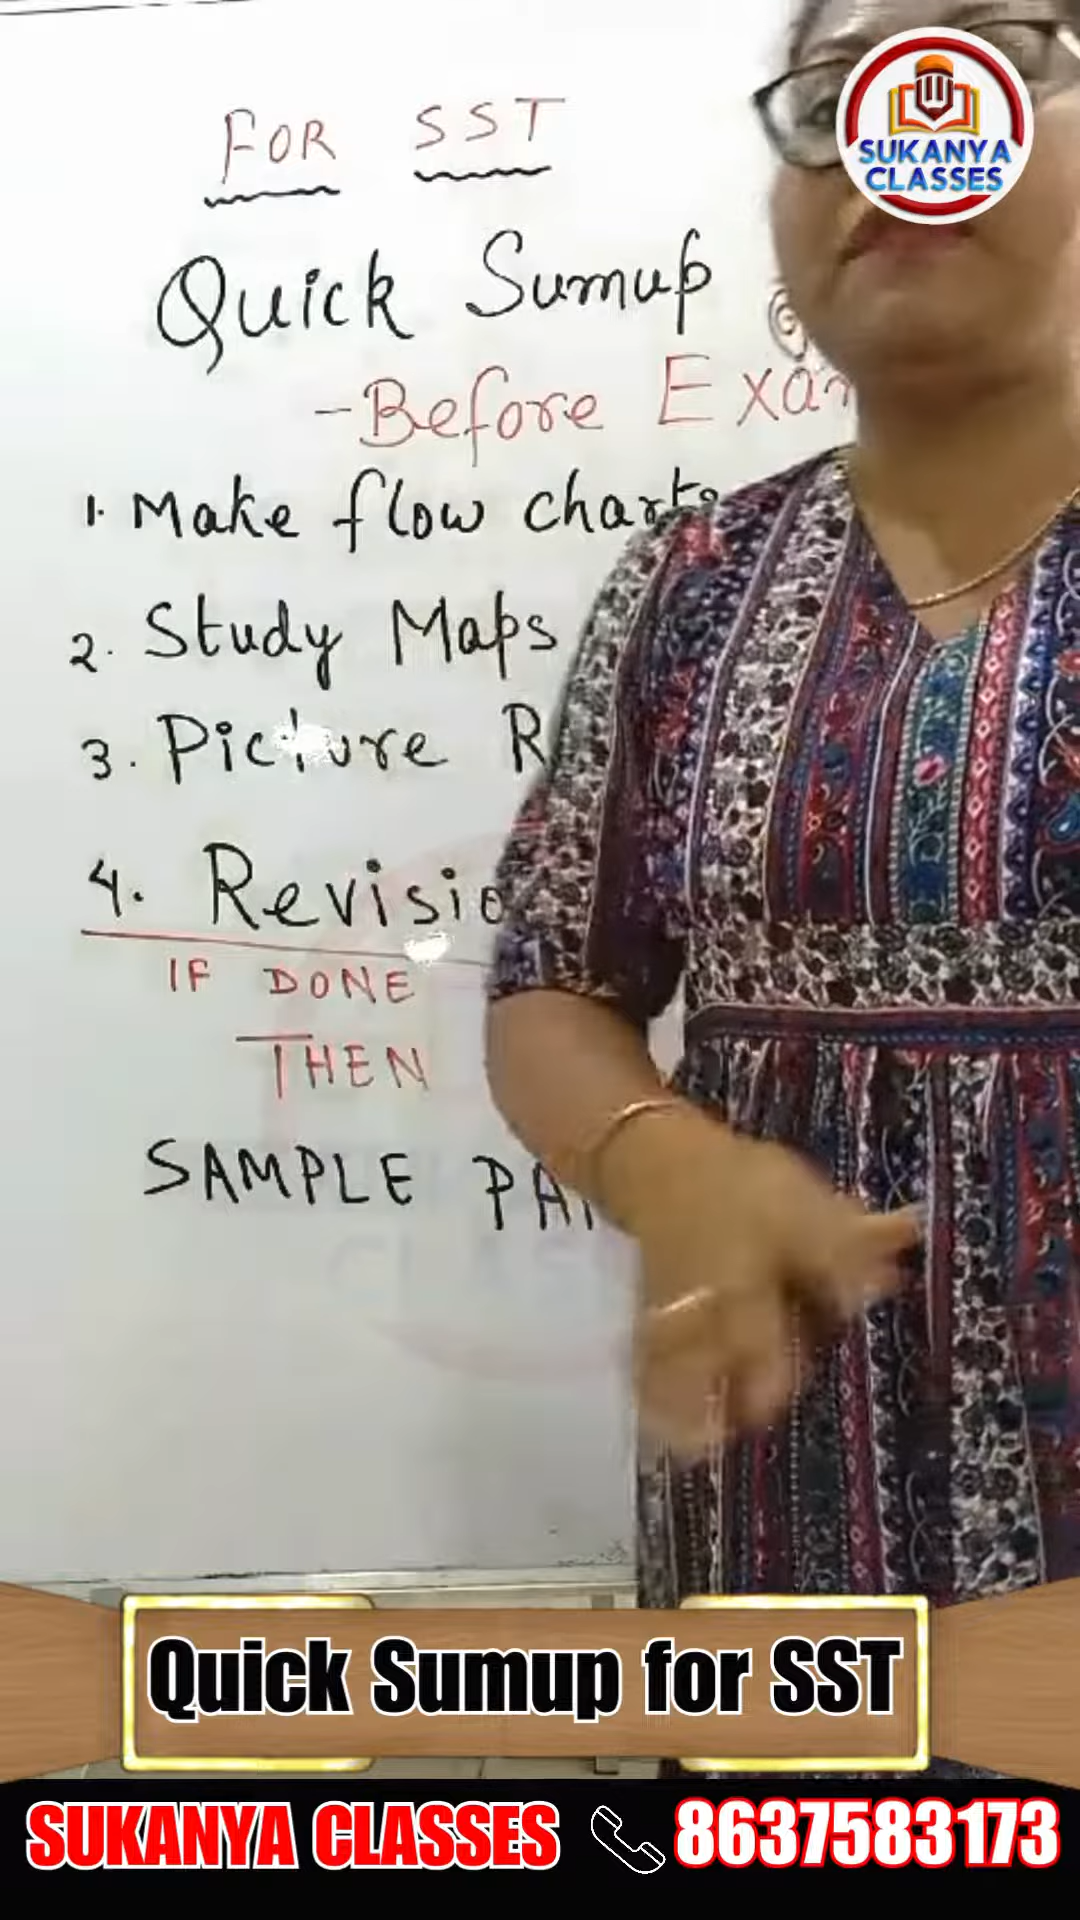 SUKANYA
CLASSES
FOR SST
Quick Sumup
-Before
1. Make flow charts
2. Study Maps
3. Picture
4.
IF DONE
THEN
SAMPLE
Quick Sumup for SST
SUKANYA CLASSES 8637583173